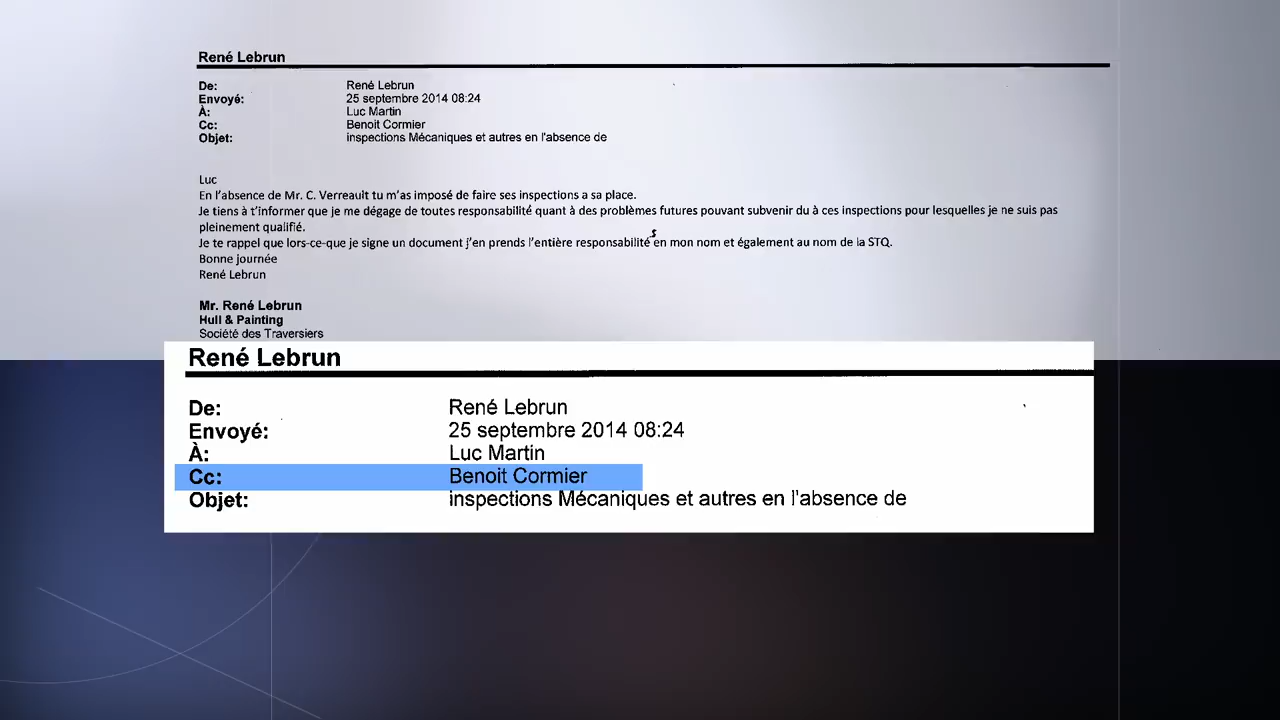 René Lebrun
De: René Lebrun
Envoyé: 25 septembre 2014 08:24
À: Luc Martin
Cc: Benoit Cormier
Objet: inspections Mécaniques et autres en l'absence de
Luc
En l'absence de Mr. C. Verreault tu m'as imposé de faire ses inspections a sa place.
Je tiens à t'informer que je me dégage de toutes responsabilité quant à des problèmes futures pouvant subvenir du à ces inspections pour lesquelles je ne suis pas
pleinement qualifié.
Je te rappel que lors-ce-que je signe un document j'en prends l'entière responsabilité s en mon nom et également au nom de la STQ.
Bonne journée
René Lebrun
Mr. René Lebrun
Hull & Painting
Société des Traversiers
René Lebrun
De: René Lebrun
Envoyé: 25 septembre 2014 08:24
À: Luc Martin
Cc: Benoit Cormier
Objet: inspections Mécaniques et autres en l'absence de